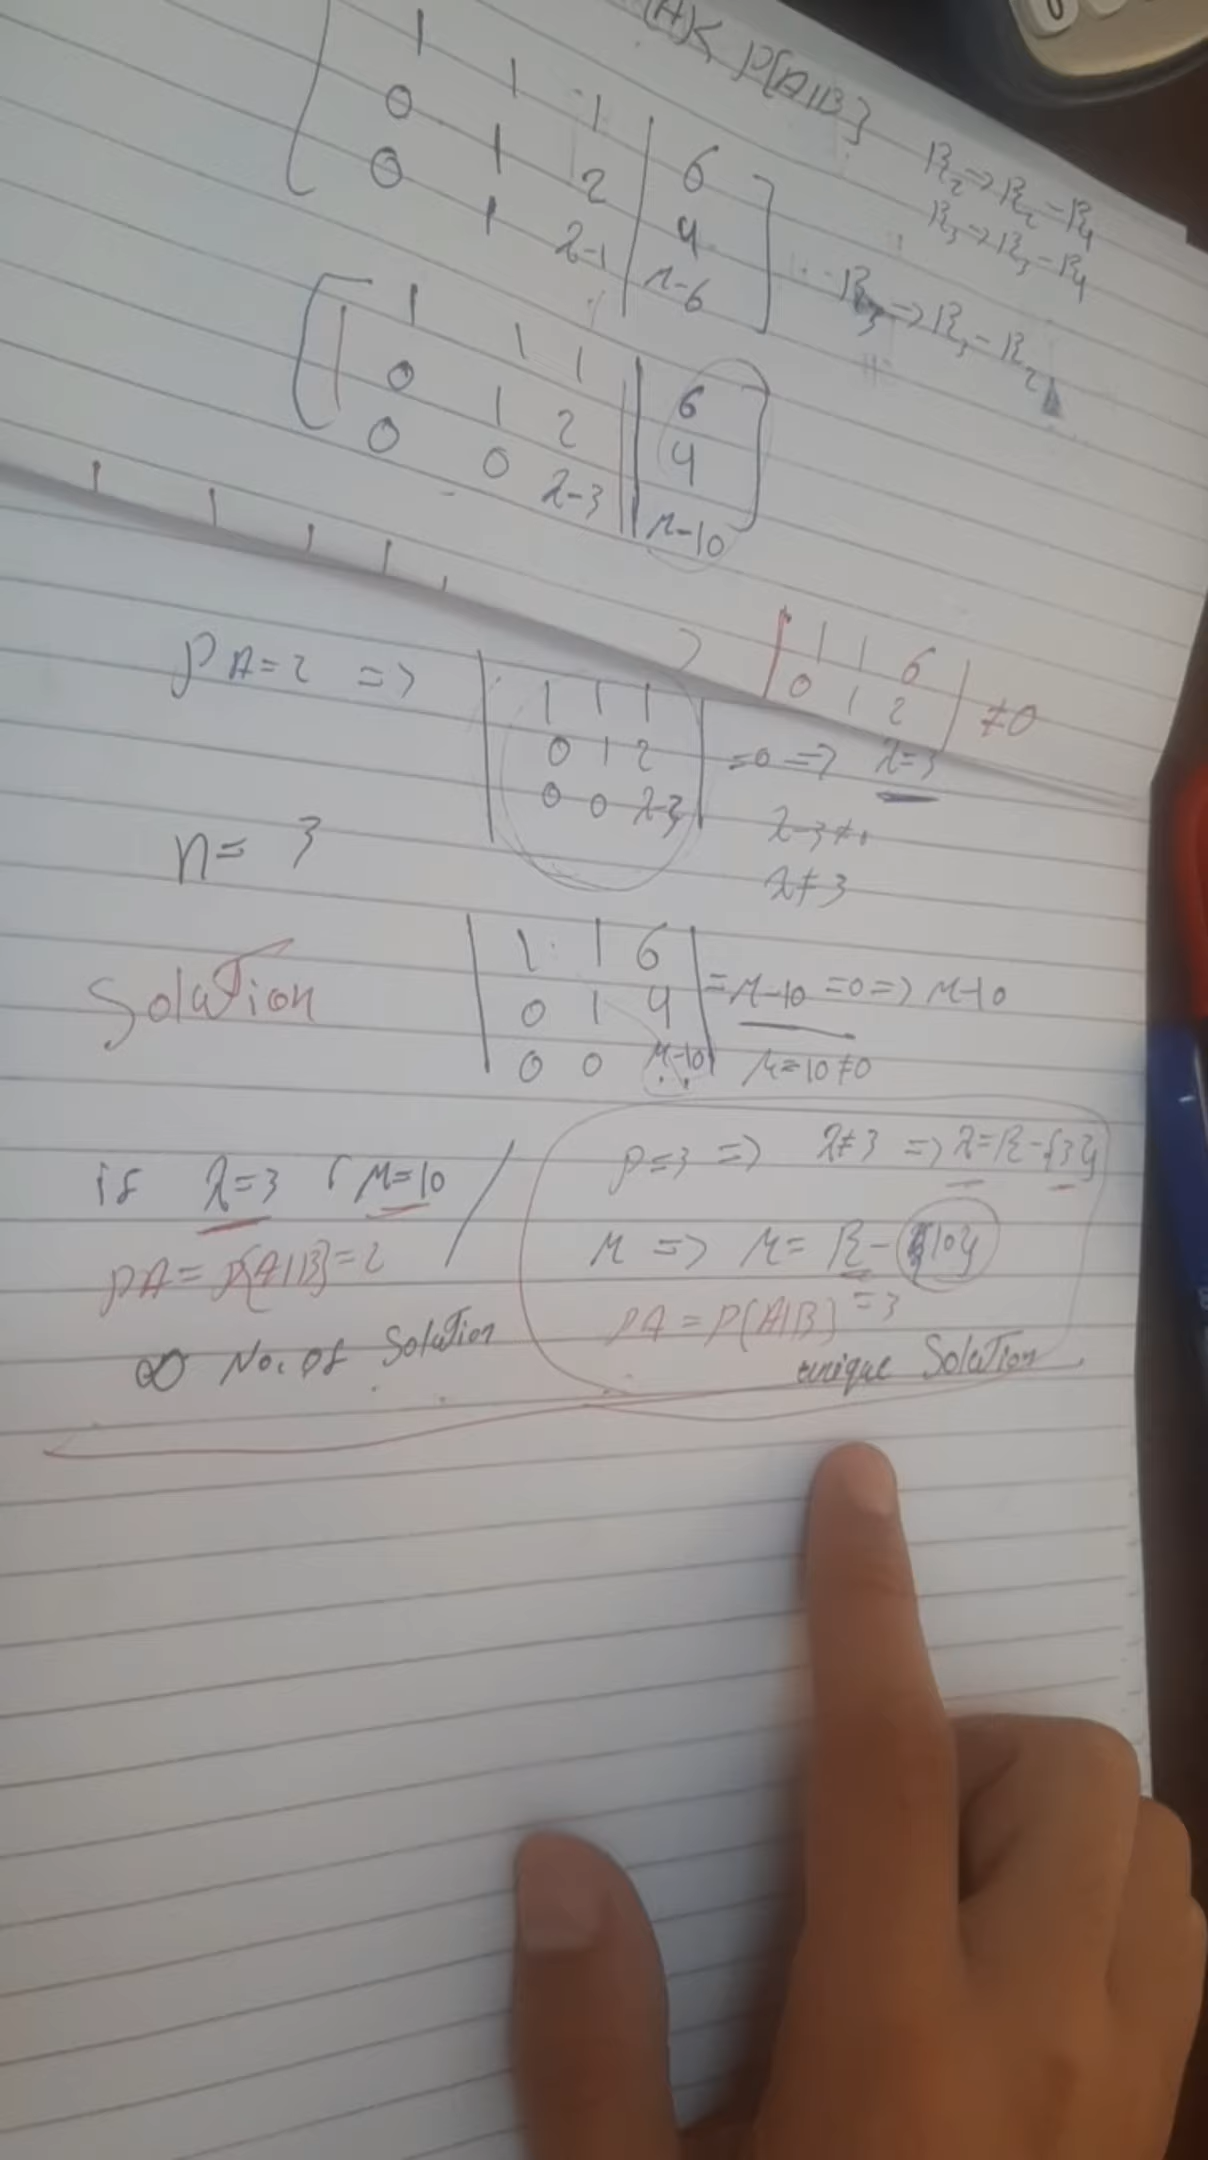 (A)< ρ[A|B]
1 1 1 | 6
0 1 2 | 4
0 1 λ-1 | μ-6
R₂ ⇒ R₂ - R₁
R₃ ⇒ R₃ - R₁
R₃ ⇒ R₃ - R₂
1 1 1 | 6
0 1 2 | 4
0 0 λ-3 | μ-10
ρA=2 ⇒
1 1 1
0 1 2
0 0 λ-3
=0 ⇒ λ=3
1 1 6
0 1 2
≠0
λ-3≠0
λ≠3
n= 3
Solution
1 1 6
0 1 4
0 0 μ-10
=μ-10 =0 ⇒ μ-10
μ=10≠0
if λ=3 , μ=10
ρA = ρ[A|B]=2
∞ No. of Solution
ρ=3 ⇒ λ≠3 ⇒ λ=R-{3}
μ ⇒ μ= R-{10}
ρA = ρ(A|B) =3
unique Solution